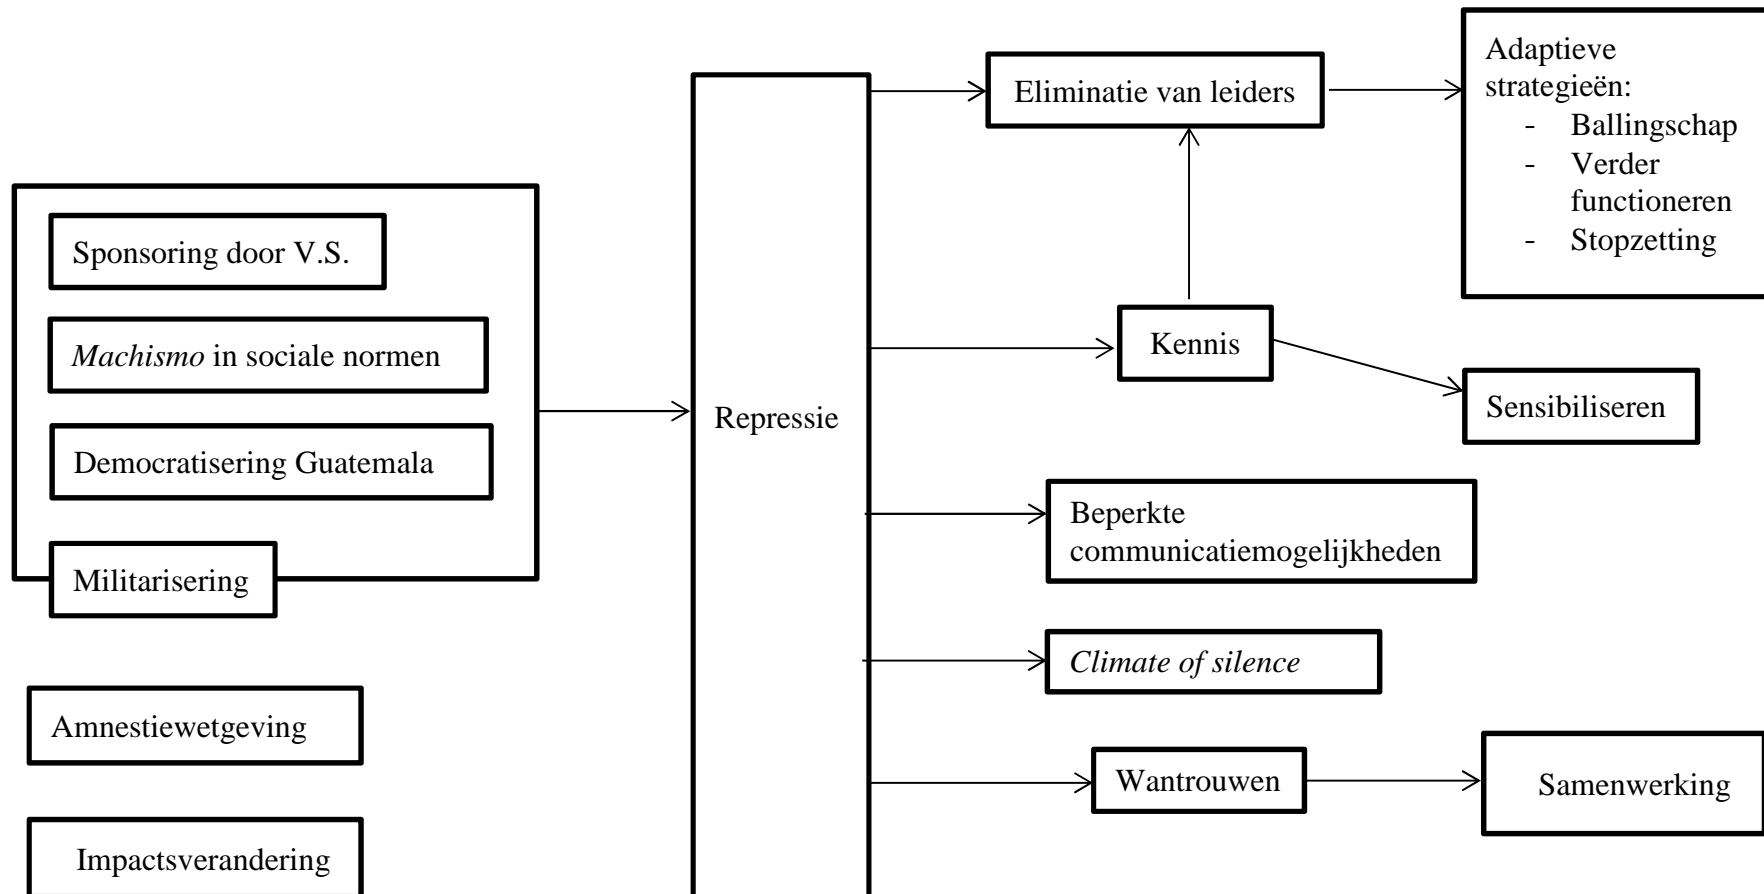 Sponsoring door V.S.
Machismo in sociale normen
Democratisering Guatemala
Militarisering
Amnestiewetgeving
Impactsverandering
Repressie
Eliminatie van leiders
Kennis
Beperkte
communicatiemogelijkheden
Climate of silence
Wantrouwen
Adaptieve
strategieën:
- Ballingschap
- Verder
functioneren
- Stopzetting
Sensibiliseren
Samenwerking